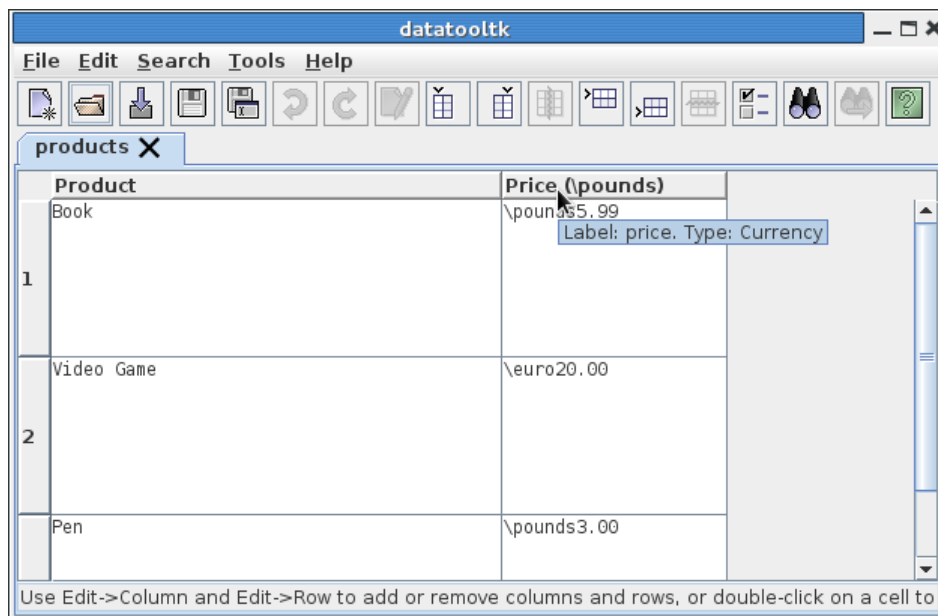 datatooltk
File Edit Search Tools Help
products
Product Price (\pounds)
Book \pounds5.99
Label: price. Type: Currency
1
Video Game \euro20.00
2
Pen \pounds3.00
Use Edit->Column and Edit->Row to add or remove columns and rows, or double-click on a cell to